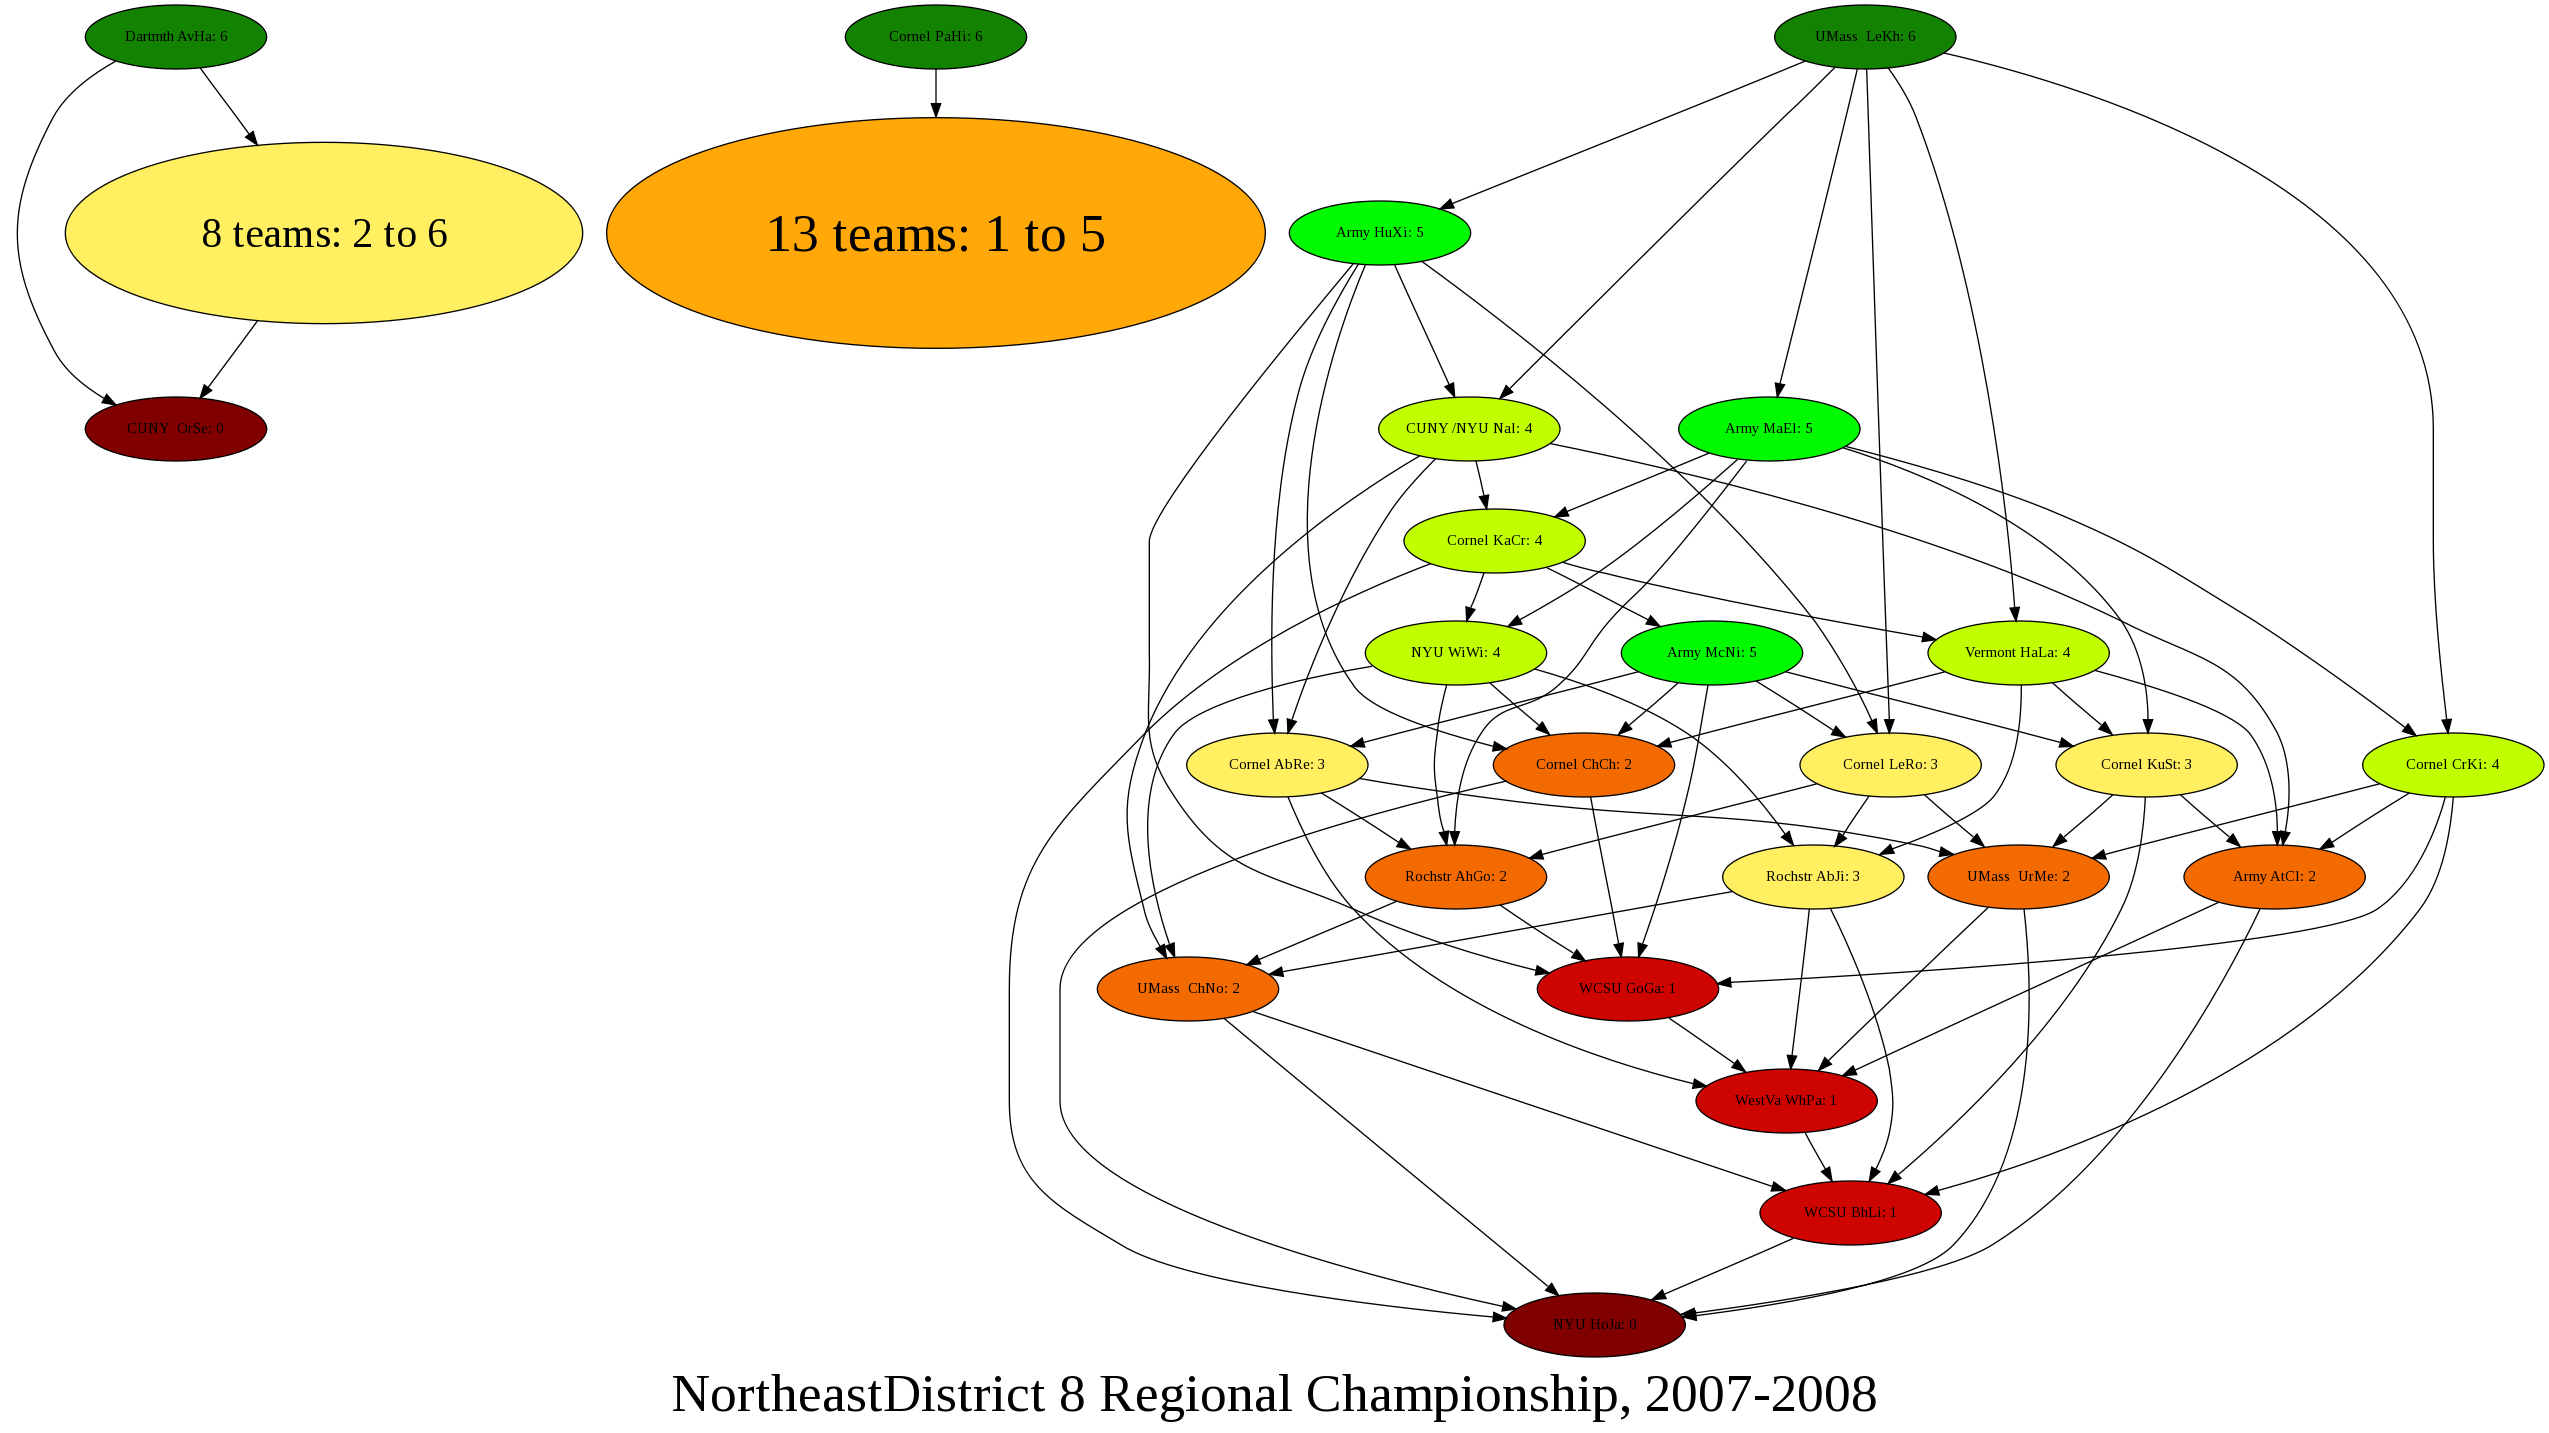 Dartmth AvHa: 6
Cornel PaHi: 6
UMass  LeKh: 6
8 teams: 2 to 6
13 teams: 1 to 5
Army HuXi: 5
CUNY  OrSe: 0
CUNY /NYU NaI: 4
Army MaEl: 5
Cornel KaCr: 4
NYU WiWi: 4
Army McNi: 5
Vermont HaLa: 4
Cornel AbRe: 3
Cornel ChCh: 2
Cornel LeRo: 3
Cornel KuSt: 3
Cornel CrKi: 4
Rochstr AhGo: 2
Rochstr AbJi: 3
UMass  UrMe: 2
Army AtCl: 2
UMass  ChNo: 2
WCSU GoGa: 1
WestVa WhPa: 1
WCSU BhLi: 1
NYU HoJa: 0
NortheastDistrict 8 Regional Championship, 2007-2008